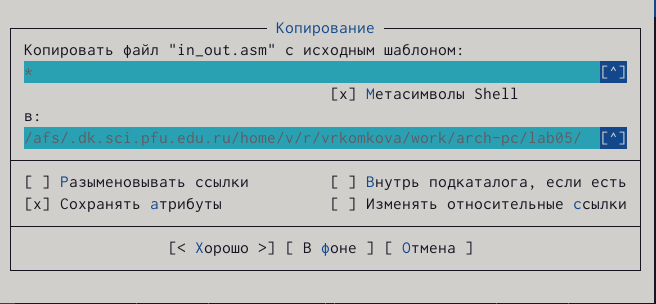 Копирование
Копировать файл "in_out.asm" с исходным шаблоном:
* [^]
[x] Метасимволы Shell
в:
/afs/.dk.sci.pfu.edu.ru/home/v/r/vrkomkova/work/arch-pc/lab05/ [^]
[ ] Разыменовывать ссылки [ ] Внутрь подкаталога, если есть
[x] Сохранять атрибуты [ ] Изменять относительные ссылки
[< Хорошо >] [ В фоне ] [ Отмена ]